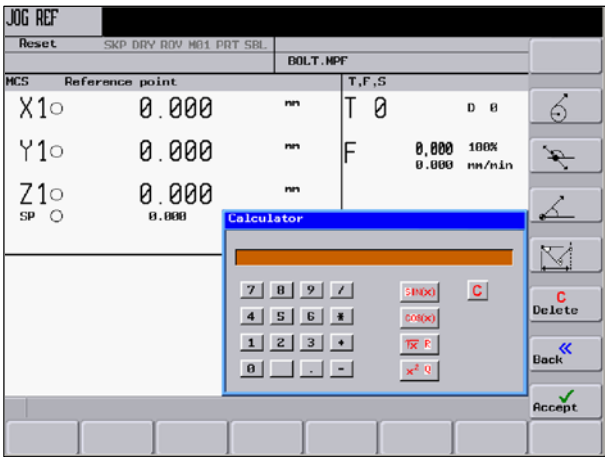 JOG REF
Reset SKP DRY ROV M01 PRT SBL
BOLT.MPF
MCS Reference point T,F,S
X1 0.000 mm T 0 D 0
Y1 0.000 mm F 0,000 100%
0.000 mm/min
Z1 0.000 mm
SP 0.000
Calculator
7 8 9 / SIN(X) C
4 5 6 * COS(X)
1 2 3 + √X R
0 . - x² Q
C
Delete
Back
Accept